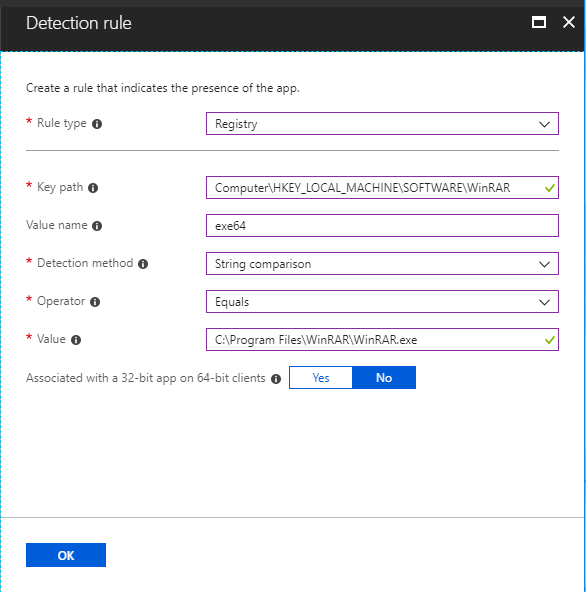 Detection rule
Create a rule that indicates the presence of the app.
* Rule type
Registry
* Key path
Computer\HKEY_LOCAL_MACHINE\SOFTWARE\WinRAR
Value name
exe64
* Detection method
String comparison
* Operator
Equals
* Value
C:\Program Files\WinRAR\WinRAR.exe
Associated with a 32-bit app on 64-bit clients
Yes No
OK